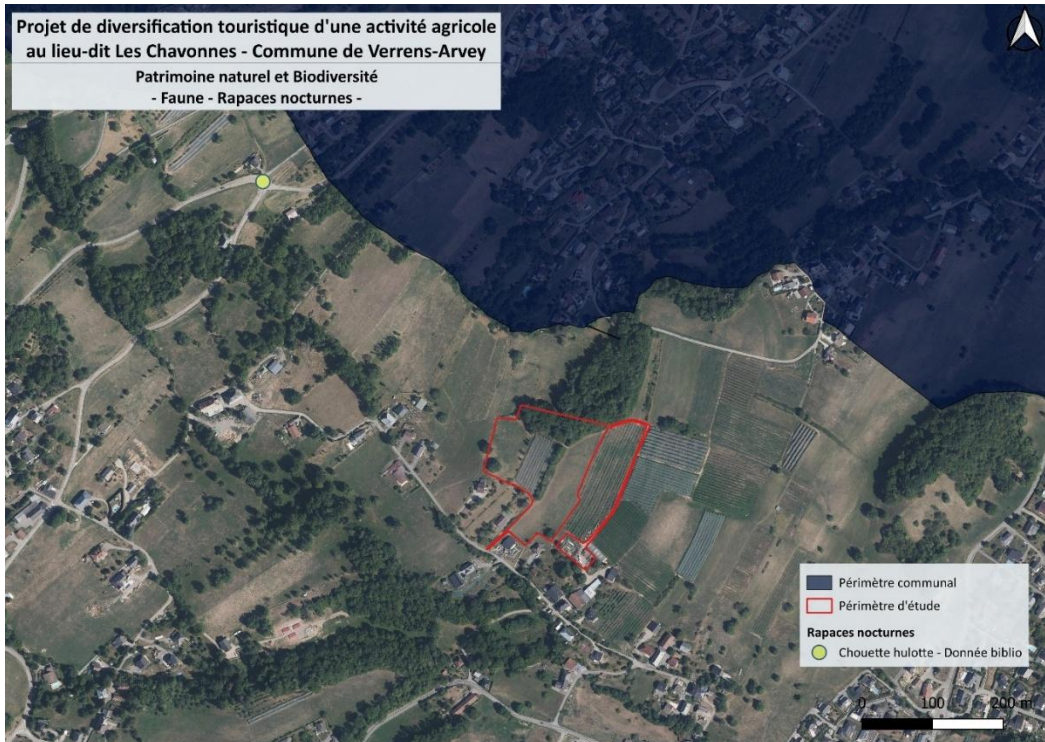 Projet de diversification touristique d'une activité agricole
au lieu-dit Les Chavonnes - Commune de Verrens-Arvey
Patrimoine naturel et Biodiversité
- Faune - Rapaces nocturnes -
Périmètre communal
Périmètre d'étude
Rapaces nocturnes
Chouette hulotte - Donnée biblio
0 100 200 m